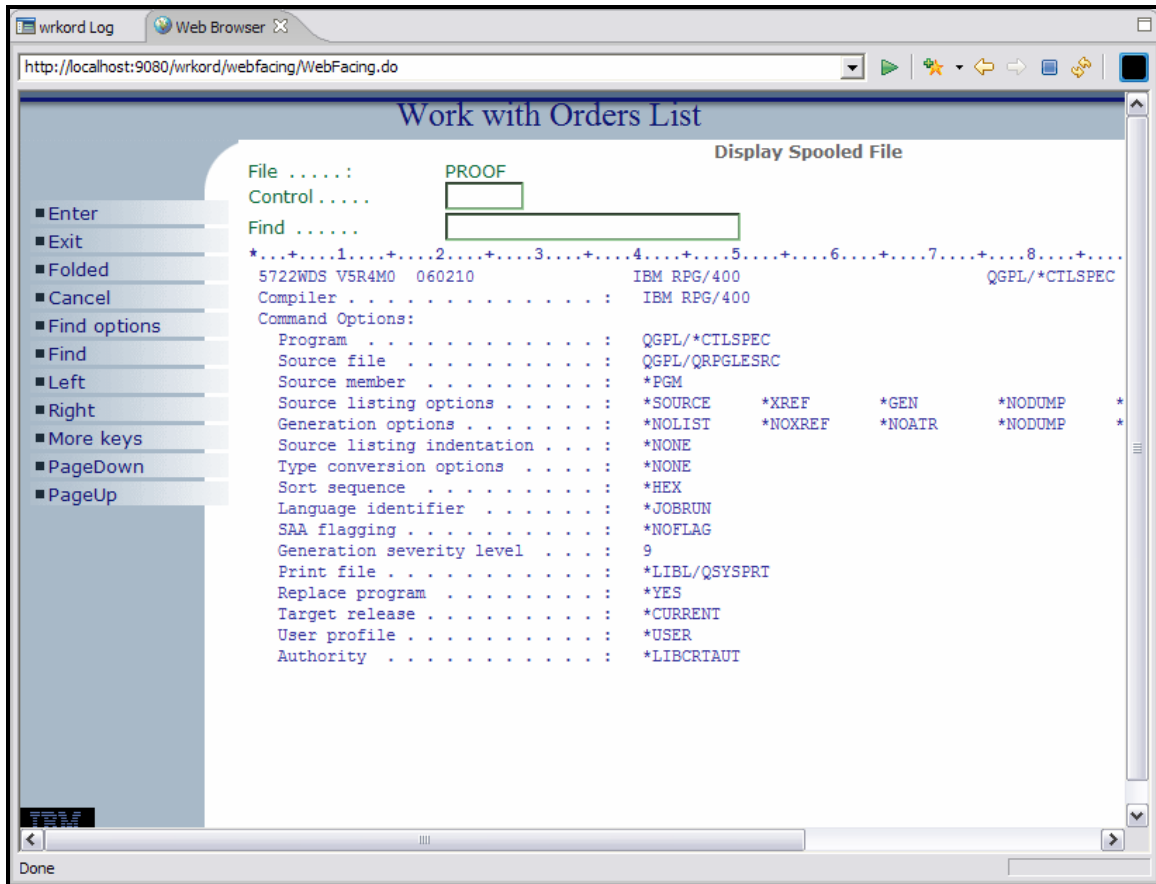 wrkord Log Web Browser
http://localhost:9080/wrkord/webfacing/WebFacing.do
Work with Orders List
Display Spooled File
File . . . . . : PROOF
Control . . . . .
Find . . . . . .
Enter
Exit
Folded
Cancel
Find options
Find
Left
Right
More keys
PageDown
PageUp
*...+....1....+....2....+....3....+....4....+....5....+....6....+....7....+....8....+....
5722WDS V5R4M0 060210 IBM RPG/400 QGPL/*CTLSPEC
Compiler . . . . . . . . . . . . . : IBM RPG/400
Command Options:
Program . . . . . . . . . . . . : QGPL/*CTLSPEC
Source file . . . . . . . . . . : QGPL/QRPGLESRC
Source member . . . . . . . . . : *PGM
Source listing options . . . . . : *SOURCE *XREF *GEN *NODUMP *
Generation options . . . . . . . : *NOLIST *NOXREF *NOATR *NODUMP *
Source listing indentation . . . : *NONE
Type conversion options . . . . : *NONE
Sort sequence . . . . . . . . . : *HEX
Language identifier . . . . . . : *JOBRUN
SAA flagging . . . . . . . . . . : *NOFLAG
Generation severity level . . . : 9
Print file . . . . . . . . . . . : *LIBL/QSYSPRT
Replace program . . . . . . . . : *YES
Target release . . . . . . . . . : *CURRENT
User profile . . . . . . . . . . : *USER
Authority . . . . . . . . . . . : *LIBCRTAUT
IBM
Done